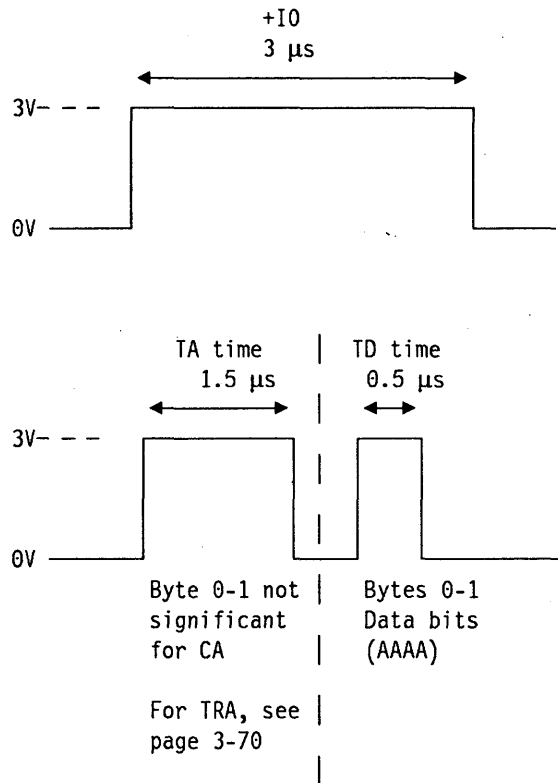 +IO
3 µs
3V
0V
TA time
TD time
1.5 µs
0.5 µs
3V
0V
Byte 0-1 not
significant
for CA
For TRA, see
page 3-70
Bytes 0-1
Data bits
(AAAA)